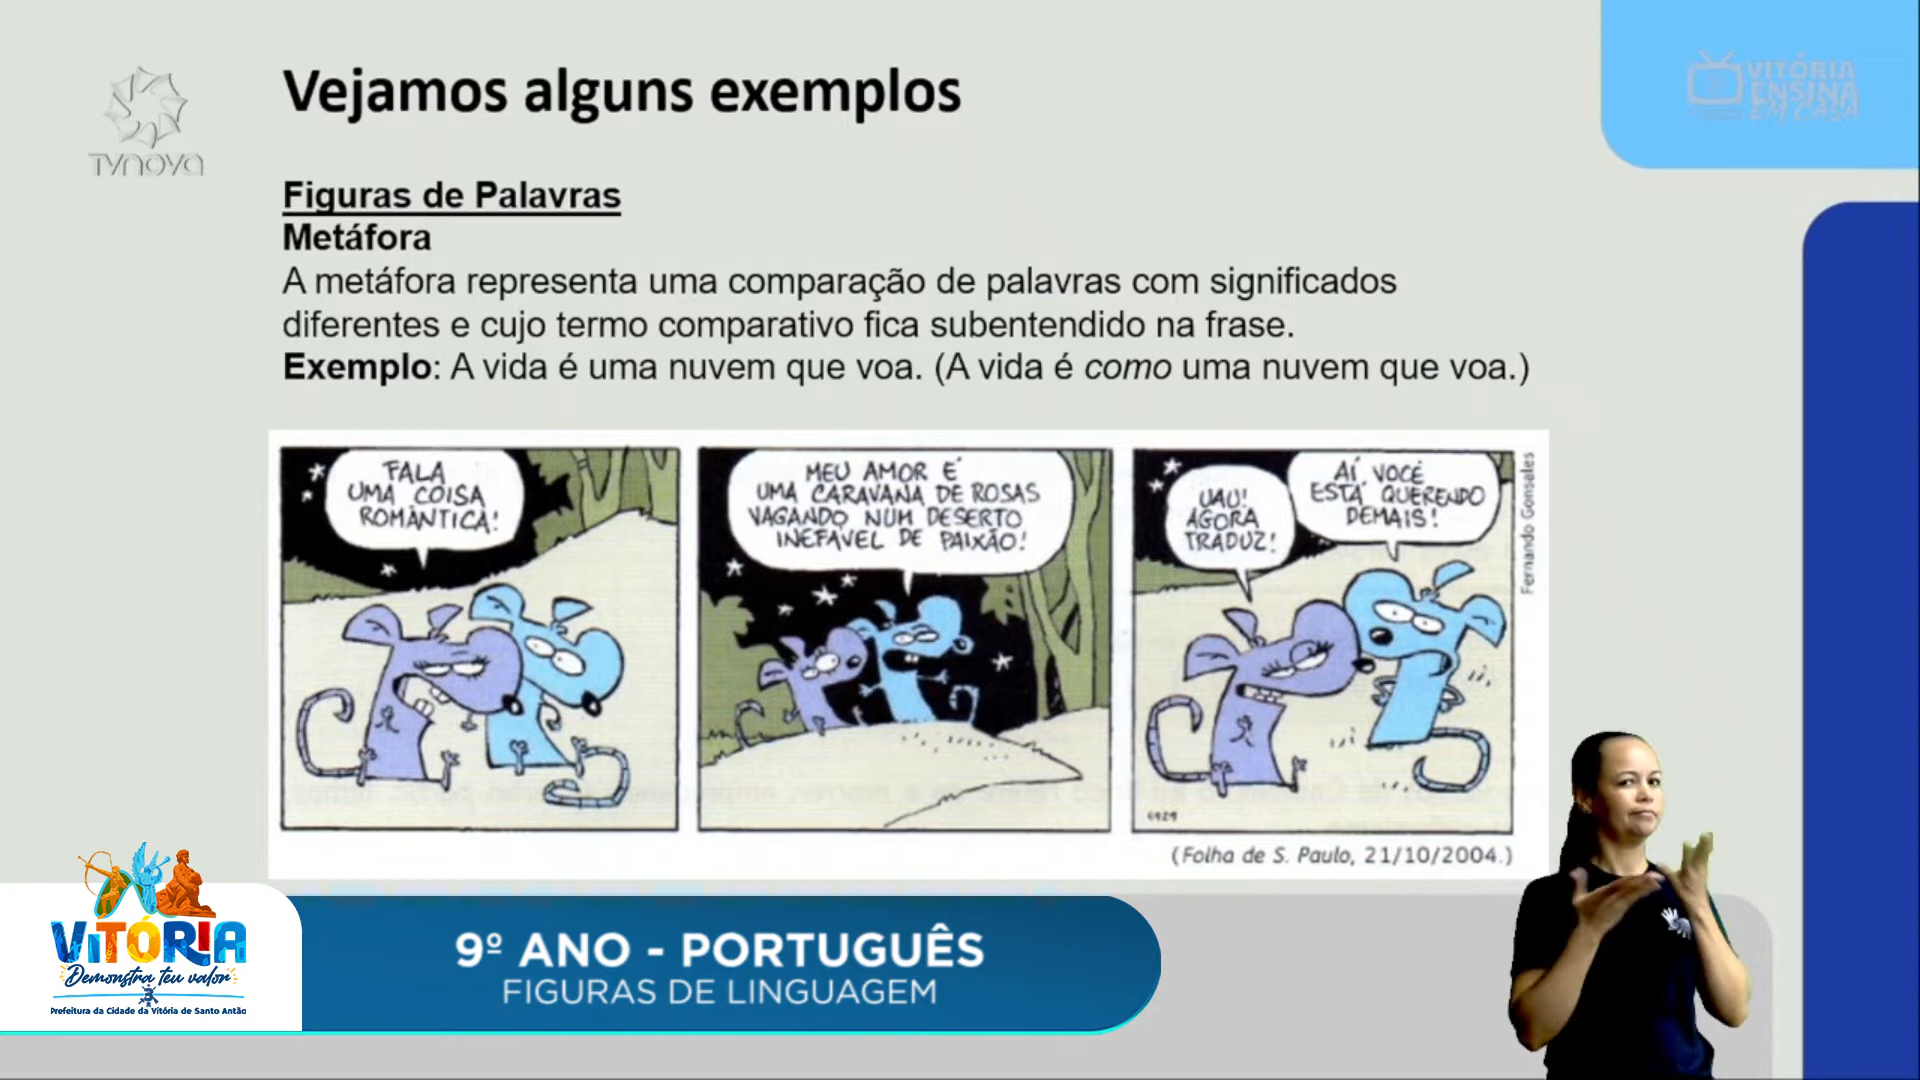 Vejamos alguns exemplos
TVNOVA
VITÓRIA
ENSINA
EM CASA
Figuras de Palavras
Metáfora
A metáfora representa uma comparação de palavras com significados
diferentes e cujo termo comparativo fica subentendido na frase.
Exemplo: A vida é uma nuvem que voa. (A vida é como uma nuvem que voa.)
FALA
UMA COISA
ROMÂNTICA!
MEU AMOR É
UMA CARAVANA DE ROSAS
VAGANDO NUM DESERTO
INEFÁVEL DE PAIXÃO!
UAU!
AGORA
TRADUZ!
AÍ, VOCÊ
ESTÁ QUERENDO
DEMAIS!
Fernando Gonsales
(Folha de S. Paulo, 21/10/2004.)
VITÓRIA
Demonstra teu valor
Prefeitura da Cidade da Vitória de Santo Antão
9º ANO - PORTUGUÊS
FIGURAS DE LINGUAGEM